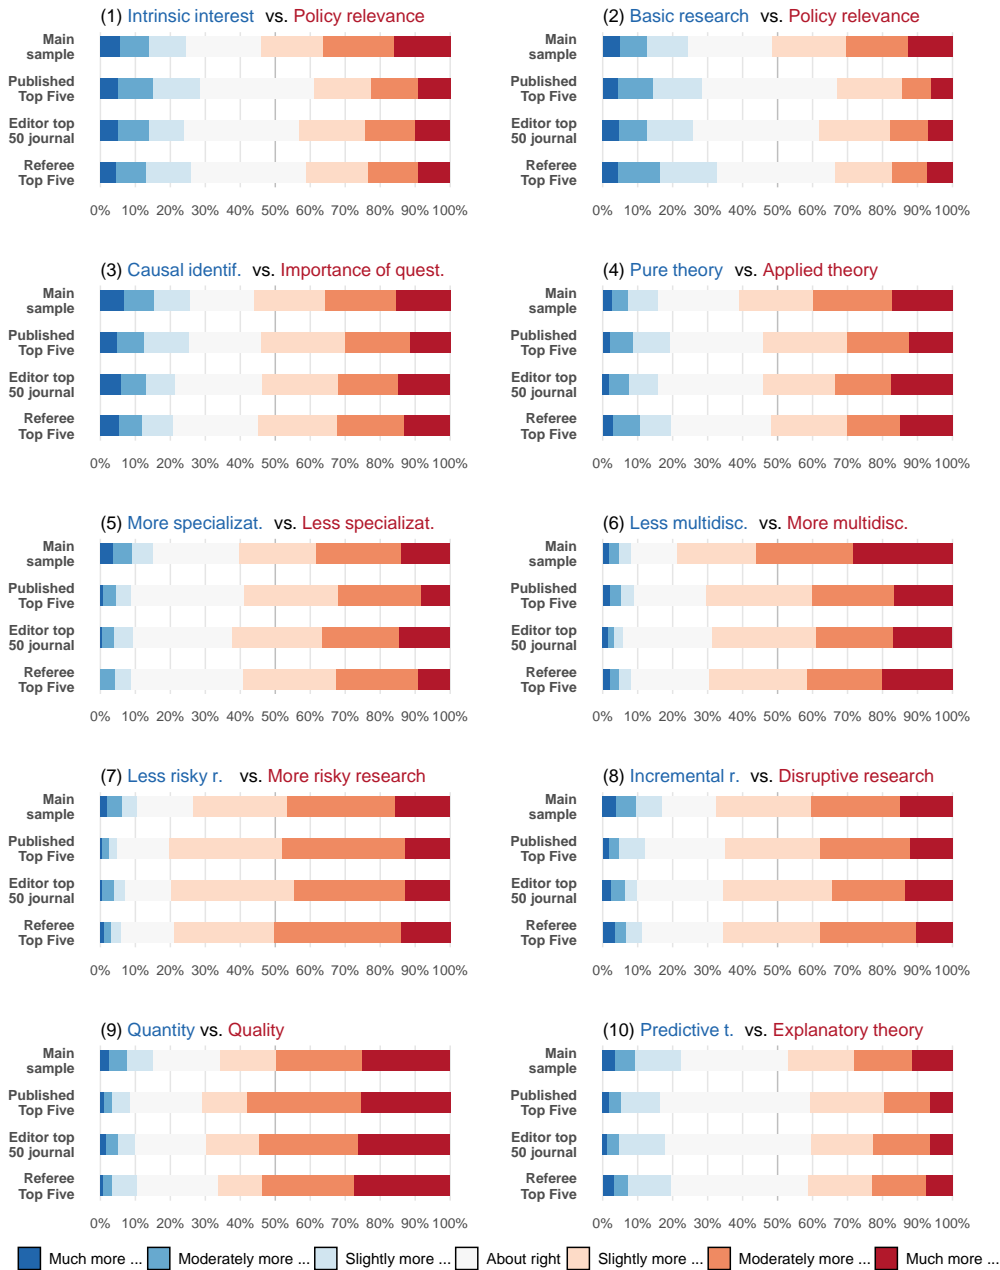 (1) Intrinsic interest vs. Policy relevance
Main
sample
Published
Top Five
Editor top
50 journal
Referee
Top Five
0% 10% 20% 30% 40% 50% 60% 70% 80% 90% 100%
(2) Basic research vs. Policy relevance
Main
sample
Published
Top Five
Editor top
50 journal
Referee
Top Five
0% 10% 20% 30% 40% 50% 60% 70% 80% 90% 100%
(3) Causal identif. vs. Importance of quest.
Main
sample
Published
Top Five
Editor top
50 journal
Referee
Top Five
0% 10% 20% 30% 40% 50% 60% 70% 80% 90% 100%
(4) Pure theory vs. Applied theory
Main
sample
Published
Top Five
Editor top
50 journal
Referee
Top Five
0% 10% 20% 30% 40% 50% 60% 70% 80% 90% 100%
(5) More specializat. vs. Less specializat.
Main
sample
Published
Top Five
Editor top
50 journal
Referee
Top Five
0% 10% 20% 30% 40% 50% 60% 70% 80% 90% 100%
(6) Less multidisc. vs. More multidisc.
Main
sample
Published
Top Five
Editor top
50 journal
Referee
Top Five
0% 10% 20% 30% 40% 50% 60% 70% 80% 90% 100%
(7) Less risky r. vs. More risky research
Main
sample
Published
Top Five
Editor top
50 journal
Referee
Top Five
0% 10% 20% 30% 40% 50% 60% 70% 80% 90% 100%
(8) Incremental r. vs. Disruptive research
Main
sample
Published
Top Five
Editor top
50 journal
Referee
Top Five
0% 10% 20% 30% 40% 50% 60% 70% 80% 90% 100%
(9) Quantity vs. Quality
Main
sample
Published
Top Five
Editor top
50 journal
Referee
Top Five
0% 10% 20% 30% 40% 50% 60% 70% 80% 90% 100%
(10) Predictive t. vs. Explanatory theory
Main
sample
Published
Top Five
Editor top
50 journal
Referee
Top Five
0% 10% 20% 30% 40% 50% 60% 70% 80% 90% 100%
Much more ... Moderately more ... Slightly more ... About right Slightly more ... Moderately more ... Much more ...